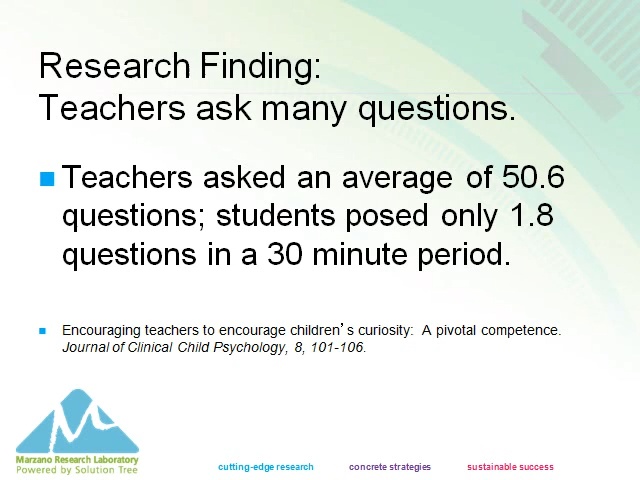 Research Finding:
Teachers ask many questions.
Teachers asked an average of 50.6
questions; students posed only 1.8
questions in a 30 minute period.
Encouraging teachers to encourage children’s curiosity: A pivotal competence.
Journal of Clinical Child Psychology, 8, 101-106.
Marzano Research Laboratory
Powered by Solution Tree
cutting-edge research concrete strategies sustainable success